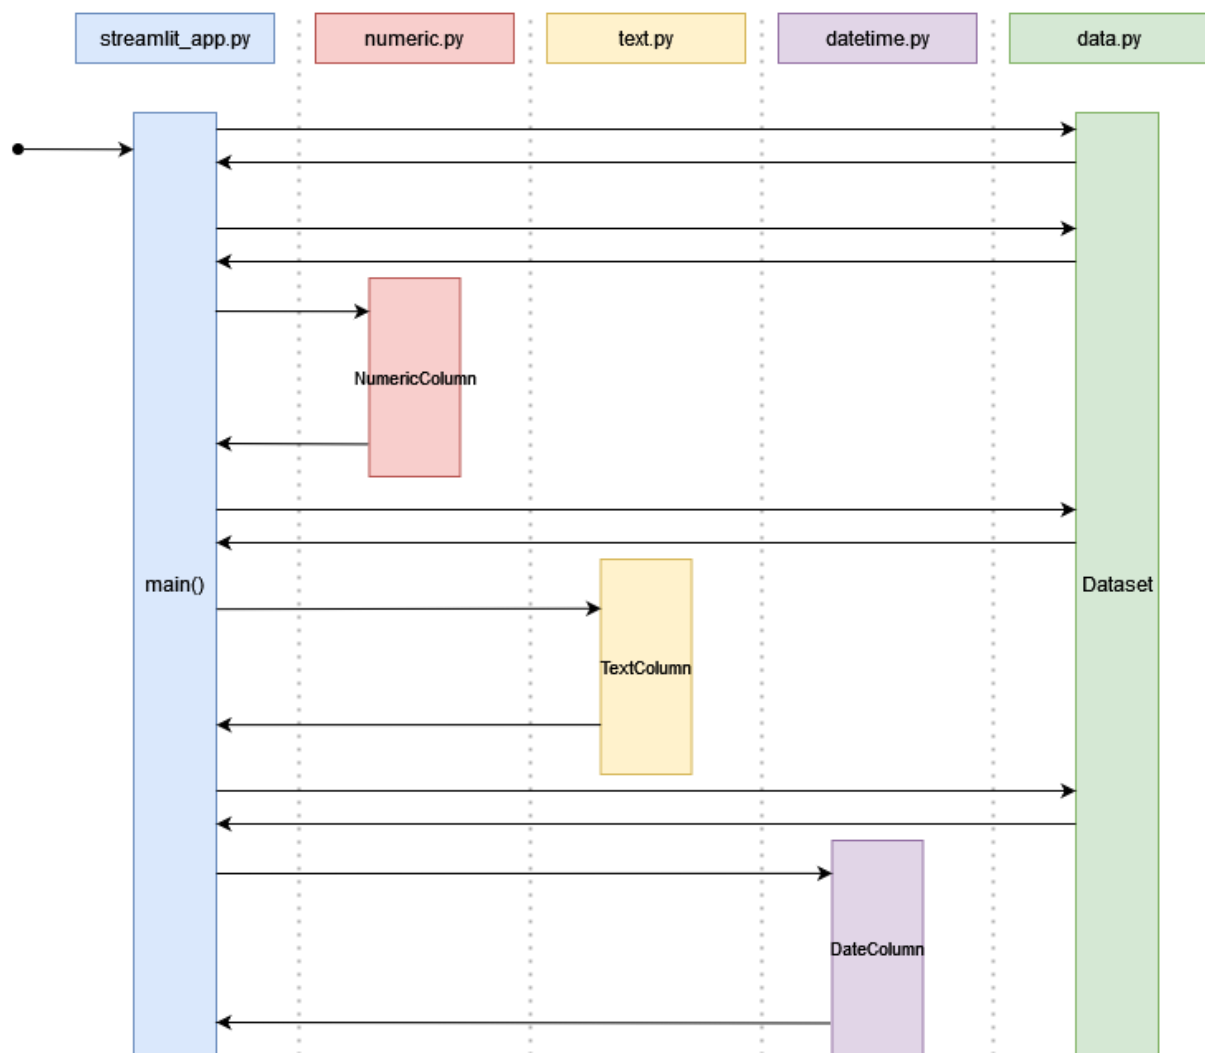 streamlit_app.py
numeric.py
text.py
datetime.py
data.py
NumericColumn
main()
Dataset
TextColumn
DateColumn